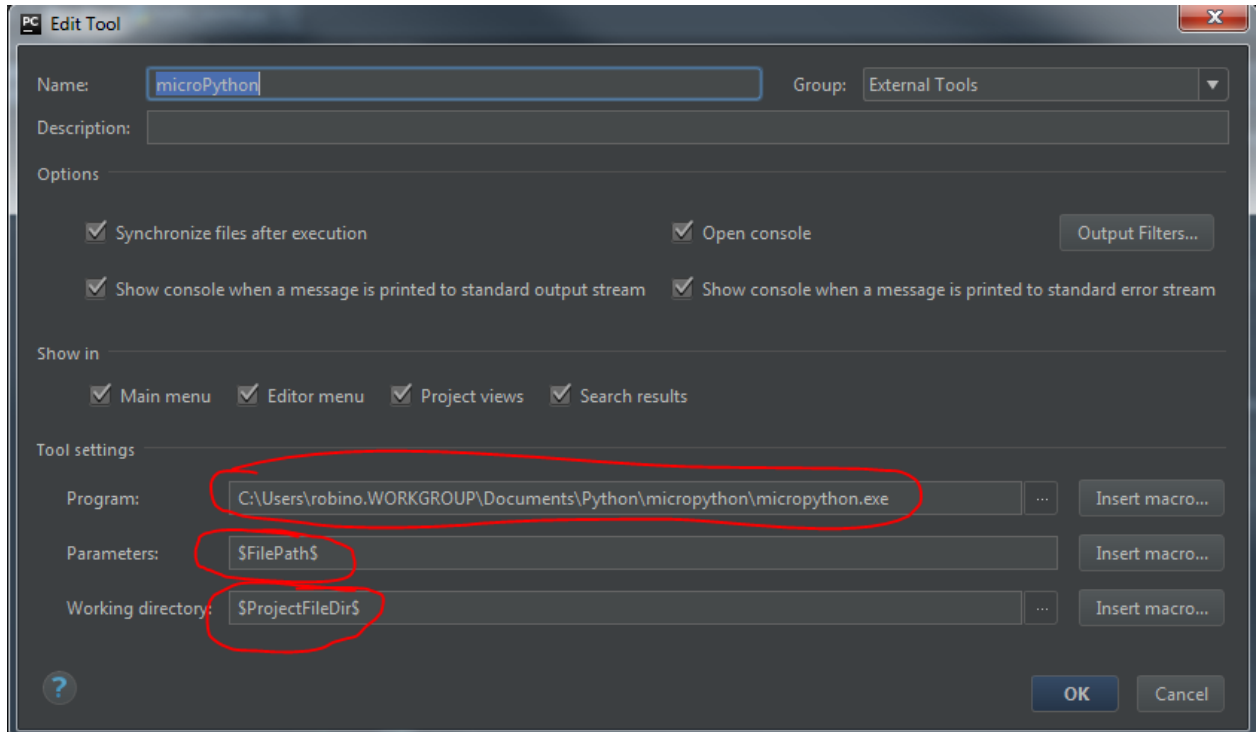 PC Edit Tool
Name: microPython Group: External Tools
Description:
Options
Synchronize files after execution Open console Output Filters...
Show console when a message is printed to standard output stream Show console when a message is printed to standard error stream
Show in
Main menu Editor menu Project views Search results
Tool settings
Program: C:\Users\robino.WORKGROUP\Documents\Python\micropython\micropython.exe ... Insert macro...
Parameters: $FilePath$ Insert macro...
Working directory: $ProjectFileDir$ ... Insert macro...
? OK Cancel